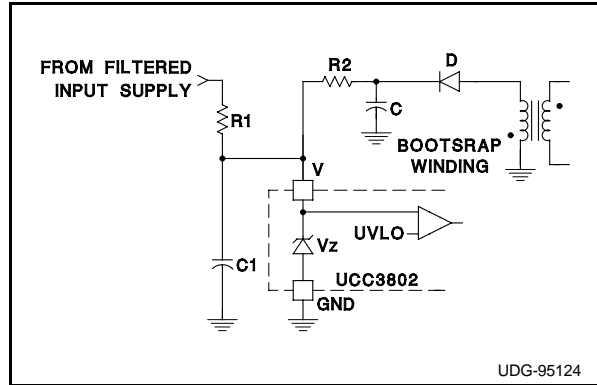 FROM FILTERED
INPUT SUPPLY
R1
R2
D
C
BOOTSRAP
WINDING
V
UVLO
Vz
C1
UCC3802
GND
UDG-95124